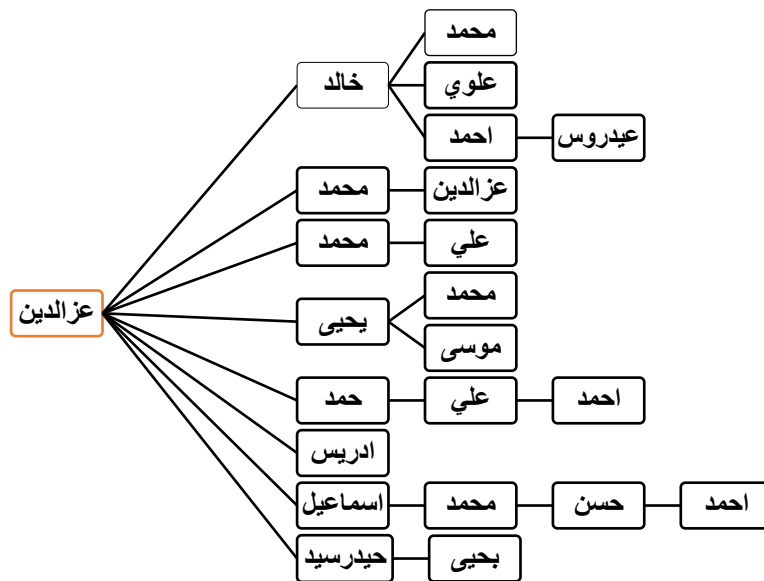 محمد
خالد
علوي
احمد
عيدروس
محمد
عزالدين
محمد
علي
عزالدين
يحيى
محمد
موسى
حمد
علي
احمد
ادريس
اسماعيل
محمد
حسن
احمد
حيدرسيد
بحيى